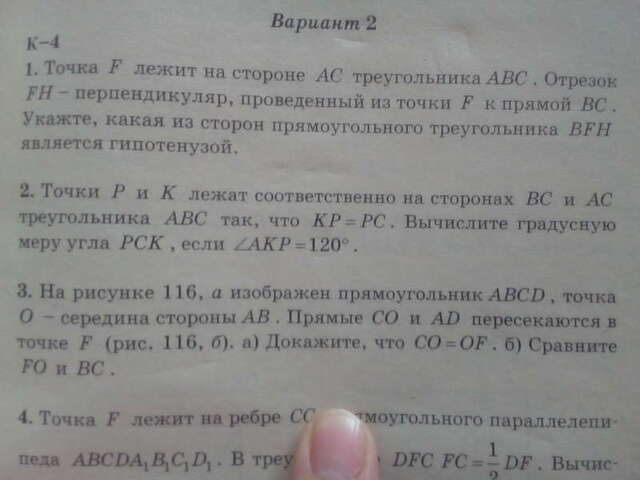 Вариант 2
К–4
1. Точка F лежит на стороне AC треугольника ABC. Отрезок
FH – перпендикуляр, проведенный из точки F к прямой BC.
Укажте, какая из сторон прямоугольного треугольника BFH
является гипотенузой.
2. Точки P и K лежат соответственно на сторонах BC и AC
треугольника ABC так, что KP = PC. Вычислите градусную
меру угла PCK, если ∠AKP = 120°.
3. На рисунке 116, а изображен прямоугольник ABCD, точка
O – середина стороны AB. Прямые CO и AD пересекаются в
точке F (рис. 116, б). а) Докажите, что CO = OF. б) Сравните
FO и BC.
4. Точка F лежит на ребре CC ямоугольного параллелепи-
педа ABCDA₁B₁C₁D₁. В треу DFC FC = 1/2 DF. Вычис-